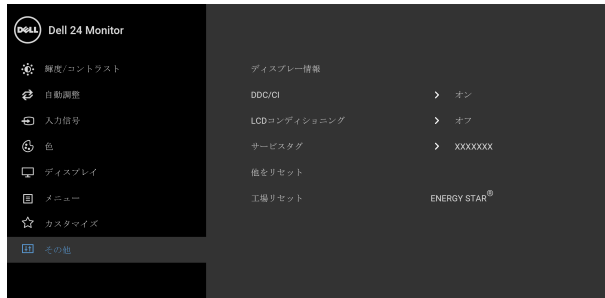 DELL Dell 24 Monitor
輝度/コントラスト
自動調整
入力信号
色
ディスプレイ
メニュー
カスタマイズ
その他
ディスプレー情報
DDC/CI オン
LCDコンディショニング オフ
サービスタグ XXXXXXX
他をリセット
工場リセット ENERGY STAR®